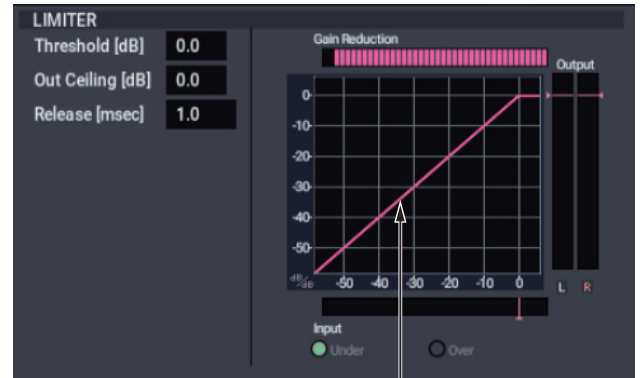 LIMITER
Threshold [dB] 0.0
Out Ceiling [dB] 0.0
Release [msec] 1.0
Gain Reduction
Output
0
-10
-20
-30
-40
-50
dB/dB
-50 -40 -30 -20 -10 0
L R
Input
Under Over